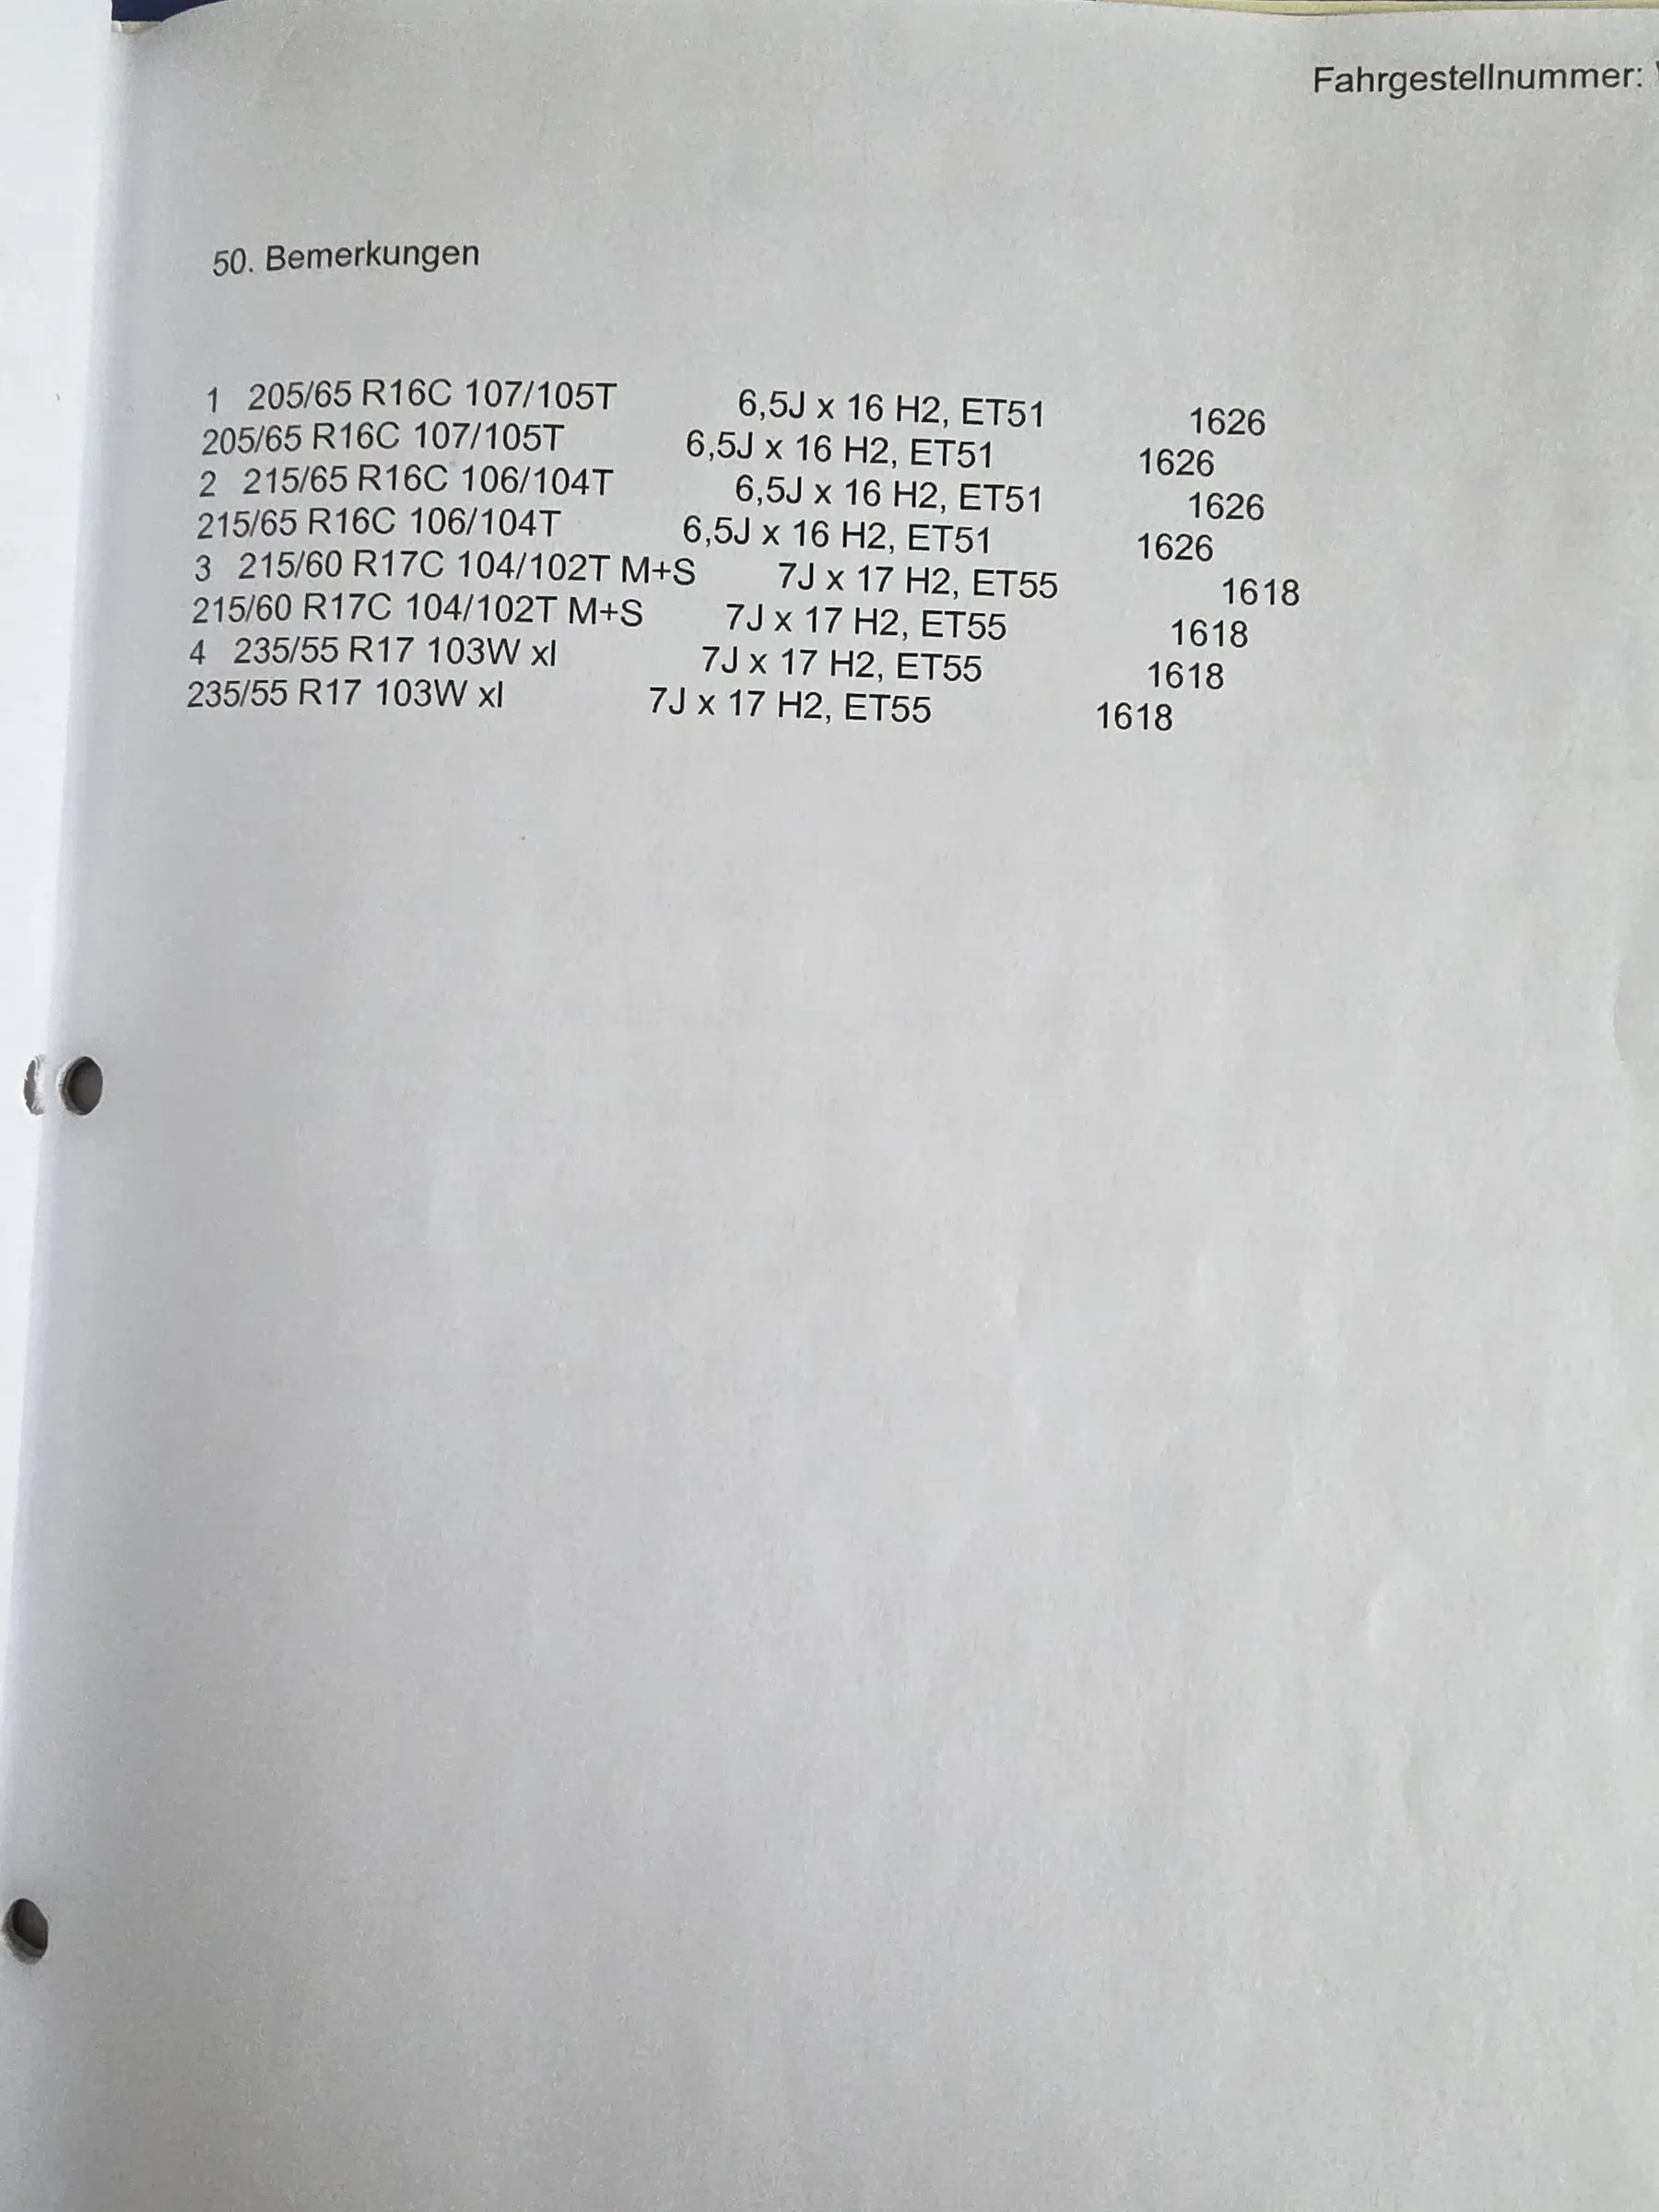 Fahrgestellnummer:
50. Bemerkungen
1 205/65 R16C 107/105T 6,5J x 16 H2, ET51 1626
205/65 R16C 107/105T 6,5J x 16 H2, ET51 1626
2 215/65 R16C 106/104T 6,5J x 16 H2, ET51 1626
215/65 R16C 106/104T 6,5J x 16 H2, ET51 1626
3 215/60 R17C 104/102T M+S 7J x 17 H2, ET55 1618
215/60 R17C 104/102T M+S 7J x 17 H2, ET55 1618
4 235/55 R17 103W xl 7J x 17 H2, ET55 1618
235/55 R17 103W xl 7J x 17 H2, ET55 1618